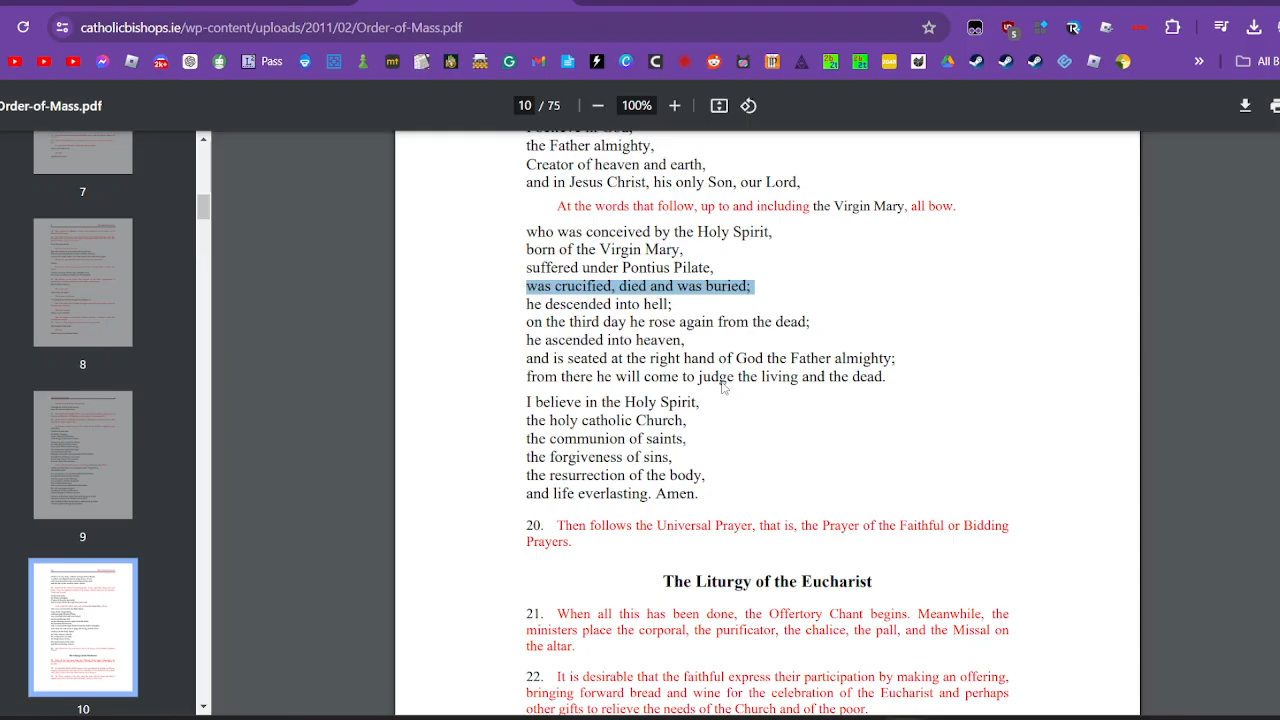 catholicbishops.ie/wp-content/uploads/2011/02/Order-of-Mass.pdf
5
2K+
Pass
mt
All B
Order-of-Mass.pdf
10 / 75
100%
7
8
9
10
I believe in God,
the Father almighty,
Creator of heaven and earth,
and in Jesus Christ, his only Son, our Lord,
At the words that follow, up to and including the Virgin Mary, all bow.
who was conceived by the Holy Spirit,
born of the Virgin Mary,
suffered under Pontius Pilate,
was crucified, died and was buried;
he descended into hell;
on the third day he rose again from the dead;
he ascended into heaven,
and is seated at the right hand of God the Father almighty;
from there he will come to judge the living and the dead.
I believe in the Holy Spirit,
the holy catholic Church,
the communion of saints,
the forgiveness of sins,
the resurrection of the body,
and life everlasting. Amen.
20. Then follows the Universal Prayer, that is, the Prayer of the Faithful or Bidding
Prayers.
The Liturgy of the Eucharist
21. When all this has been done, the Offertory Chant begins. Meanwhile, the
ministers place the corporal, the purificator, the chalice, the pall, and the Missal on
the altar.
22. It is desirable that the faithful express their participation by making an offering,
bringing forward bread and wine for the celebration of the Eucharist and perhaps
other gifts to relieve the needs of the Church and of the poor.